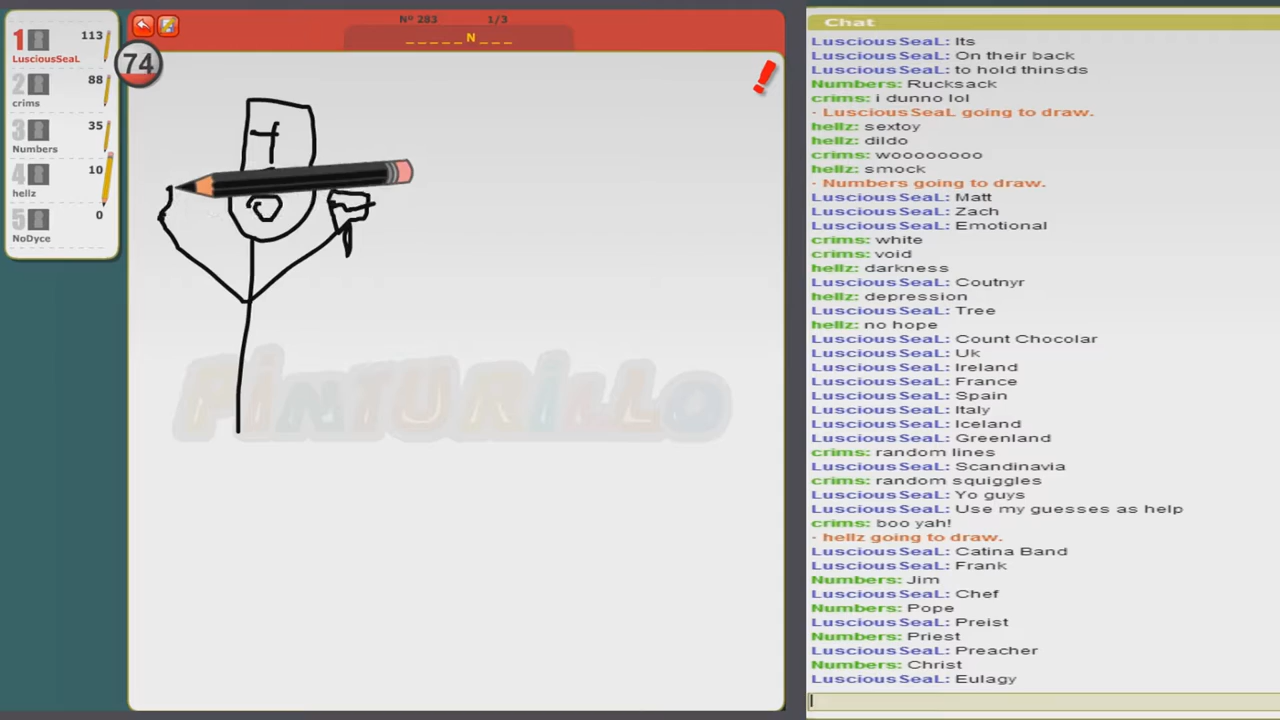 Nº 283 1/3
_ _ _ _ _ N _ _ _
74
1 113
LusciousSeaL
2 88
crims
3 35
Numbers
4 10
hellz
5 0
NoDyce
PINTURILLO
Chat
LusciousSeaL: Its
LusciousSeaL: On their back
LusciousSeaL: to hold thinsds
Numbers: Rucksack
crims: i dunno lol
- LusciousSeaL going to draw.
hellz: sextoy
hellz: dildo
crims: woooooooo
hellz: smock
- Numbers going to draw.
LusciousSeaL: Matt
LusciousSeaL: Zach
LusciousSeaL: Emotional
crims: white
crims: void
hellz: darkness
LusciousSeaL: Coutnyr
hellz: depression
LusciousSeaL: Tree
hellz: no hope
LusciousSeaL: Count Chocolar
LusciousSeaL: Uk
LusciousSeaL: Ireland
LusciousSeaL: France
LusciousSeaL: Spain
LusciousSeaL: Italy
LusciousSeaL: Iceland
LusciousSeaL: Greenland
crims: random lines
LusciousSeaL: Scandinavia
crims: random squiggles
LusciousSeaL: Yo guys
LusciousSeaL: Use my guesses as help
crims: boo yah!
- hellz going to draw.
LusciousSeaL: Catina Band
LusciousSeaL: Frank
Numbers: Jim
LusciousSeaL: Chef
Numbers: Pope
LusciousSeaL: Preist
Numbers: Priest
LusciousSeaL: Preacher
Numbers: Christ
LusciousSeaL: Eulagy